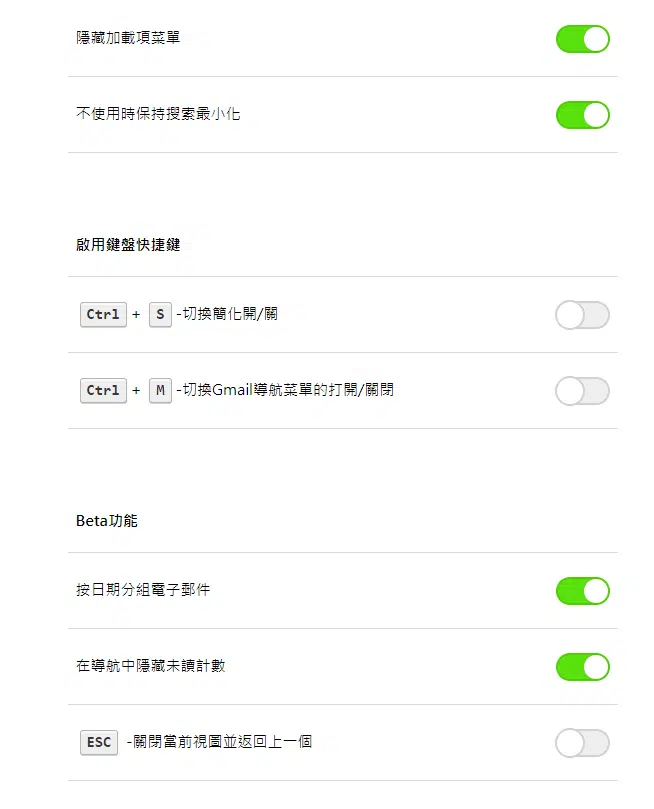 隱藏加載項菜單
不使用時保持搜索最小化
啟用鍵盤快捷鍵
Ctrl + S -切換簡化開/關
Ctrl + M -切換Gmail導航菜單的打開/關閉
Beta功能
按日期分組電子郵件
在導航中隱藏未讀計數
ESC -關閉當前視圖並返回上一個